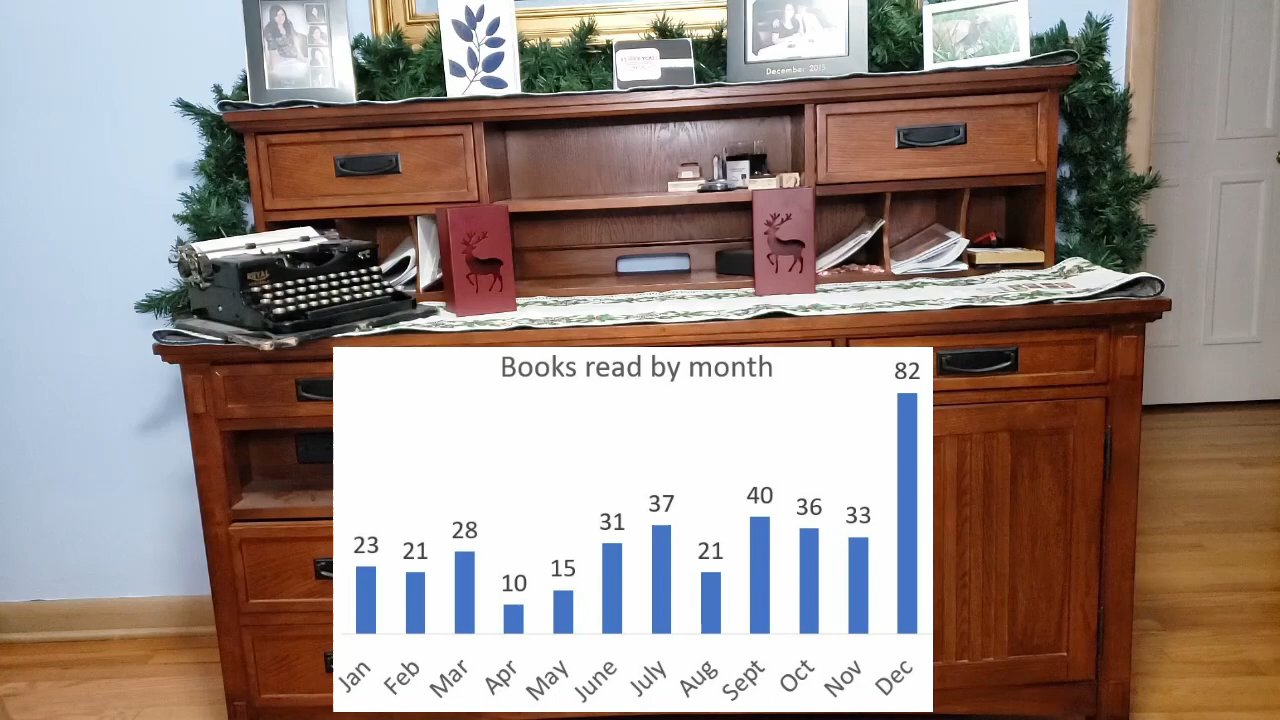 December 2015
ROYAL
Books read by month
82
40
37
36
33
31
28
23
21
21
15
10
Jan
Feb
Mar
Apr
May
June
July
Aug
Sept
Oct
Nov
Dec